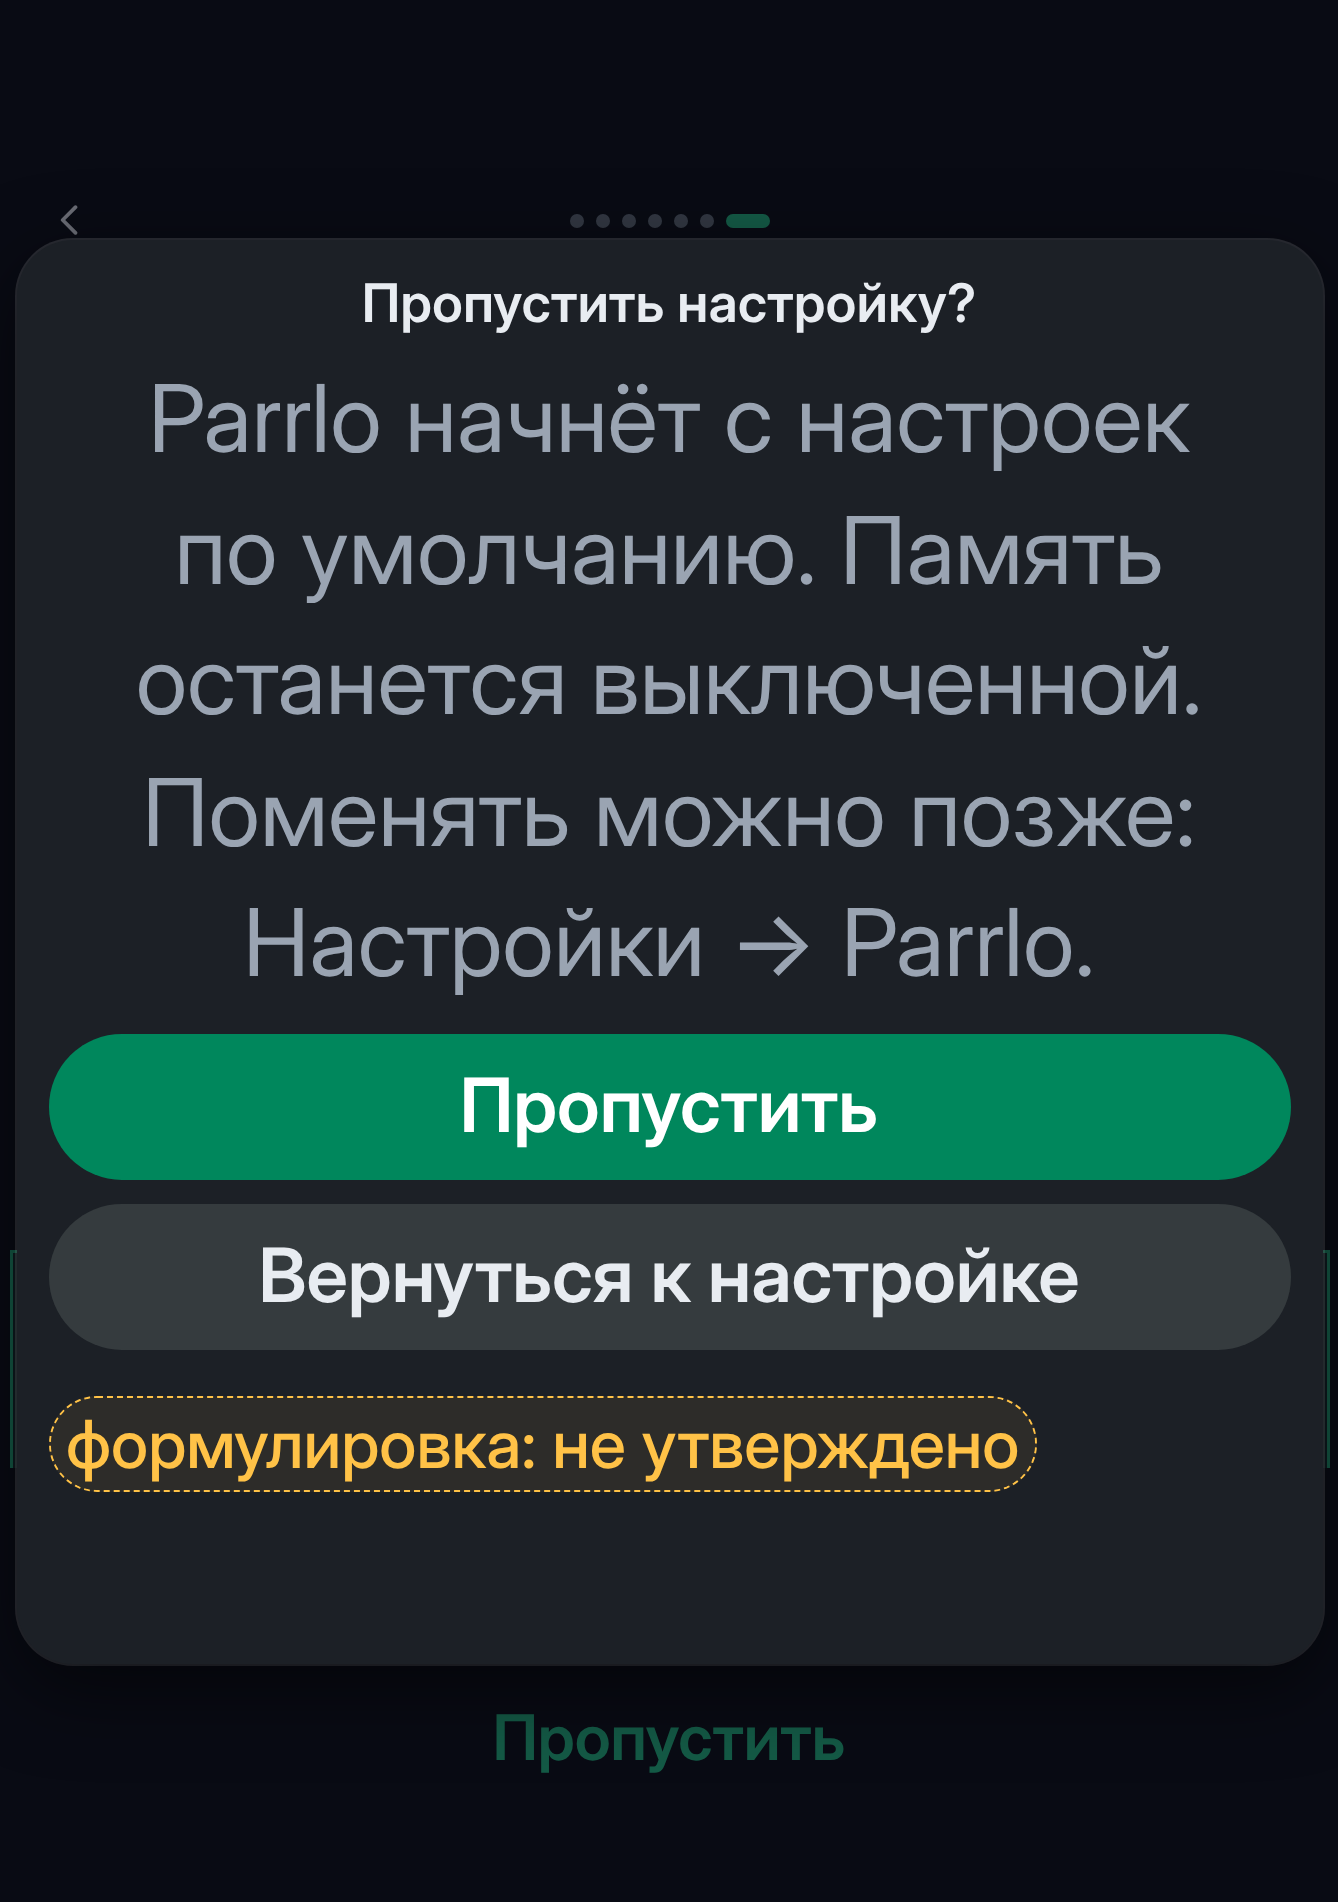 Пропустить настройку?
Parrlo начнёт с настроек
по умолчанию. Память
останется выключенной.
Поменять можно позже:
Настройки → Parrlo.
Пропустить
Вернуться к настройке
формулировка: не утверждено
Пропустить